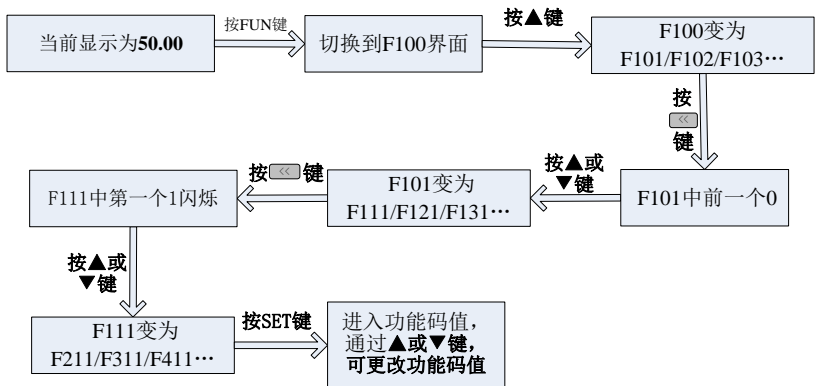 当前显示为50.00
按FUN键
切换到F100界面
按▲键
F100变为
F101/F102/F103…
按
<<
键
F101中前一个0
按▲或
▼键
F101变为
F111/F121/F131…
按<<键
F111中第一个1闪烁
按▲或
▼键
F111变为
F211/F311/F411…
按SET键
进入功能码值，
通过▲或▼键，
可更改功能码值